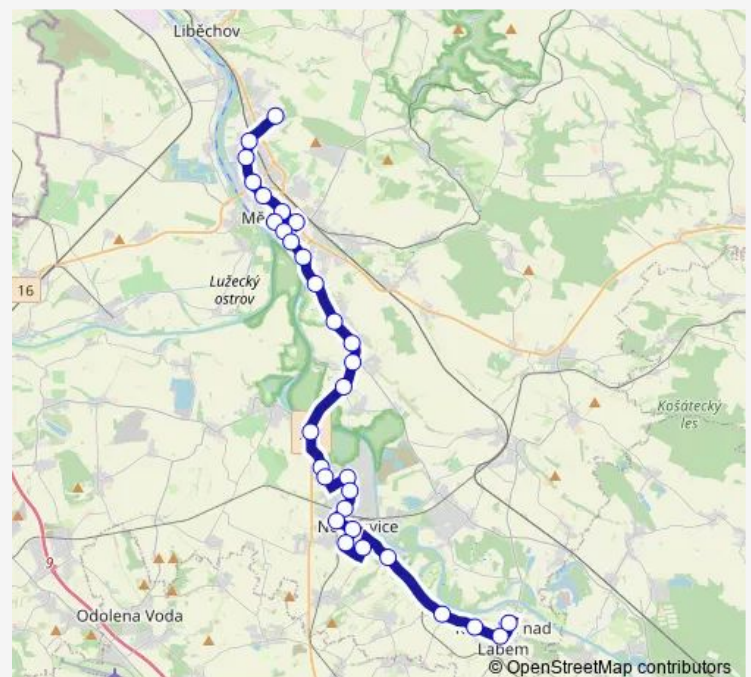 Liběchov
Mě
Lužecký
ostrov
16
Košátecký
les
vice
9
Odolena Voda
nad
Labem
© OpenStreetMap contributors